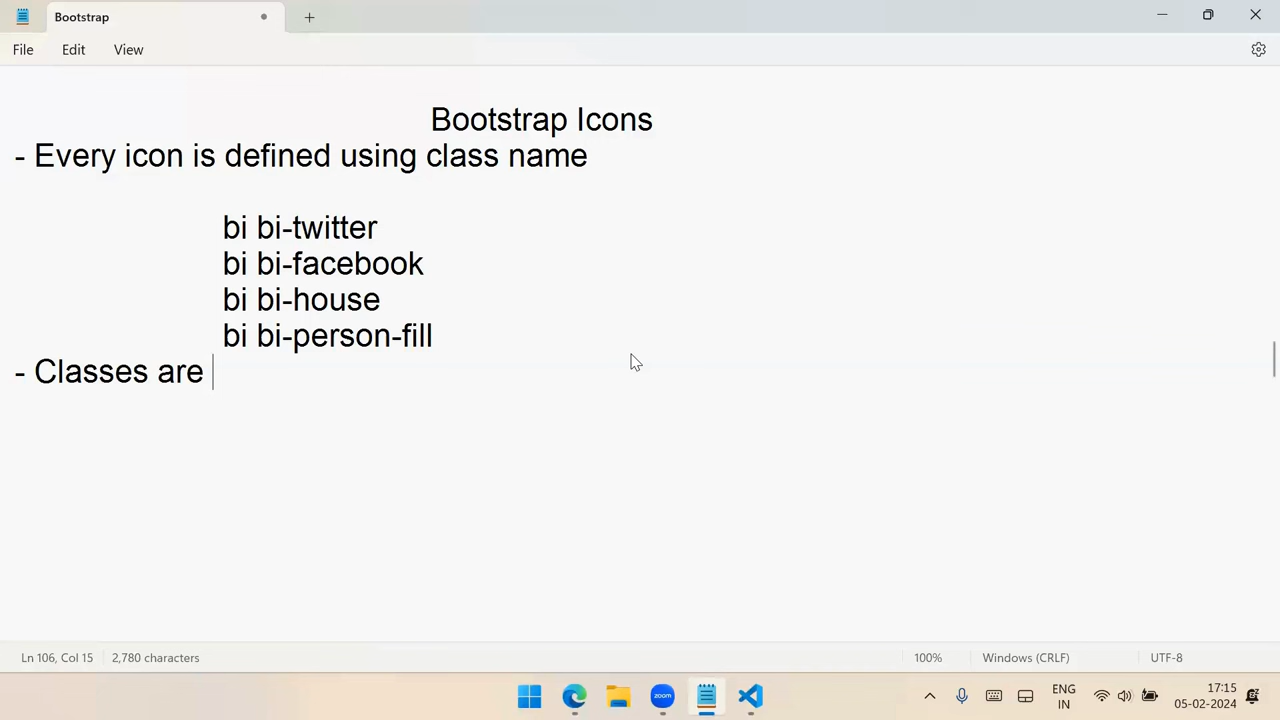 Bootstrap
File Edit View
Bootstrap Icons
- Every icon is defined using class name
bi bi-twitter
bi bi-facebook
bi bi-house
bi bi-person-fill
- Classes are
Ln 106, Col 15 2,780 characters 100% Windows (CRLF) UTF-8
zoom
ENG 17:15
IN 05-02-2024